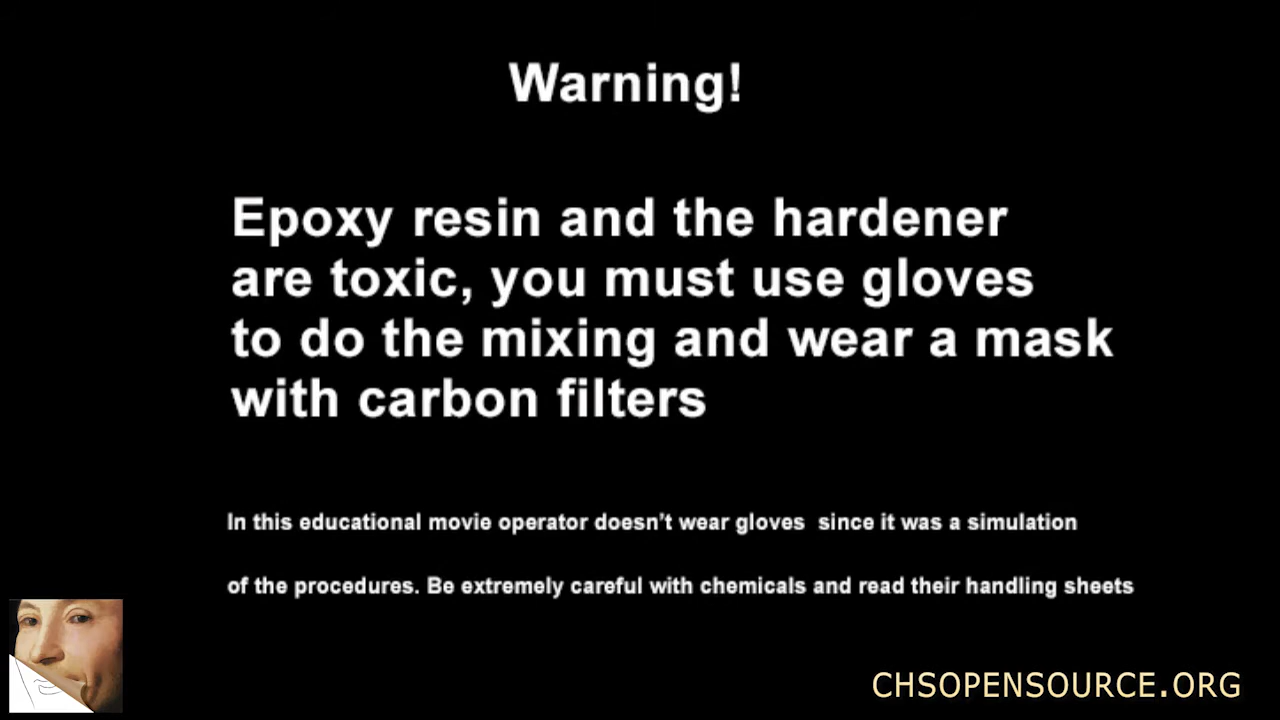 Warning!
Epoxy resin and the hardener
are toxic, you must use gloves
to do the mixing and wear a mask
with carbon filters
In this educational movie operator doesn't wear gloves  since it was a simulation
of the procedures. Be extremely careful with chemicals and read their handling sheets
CHSOPENSOURCE.ORG